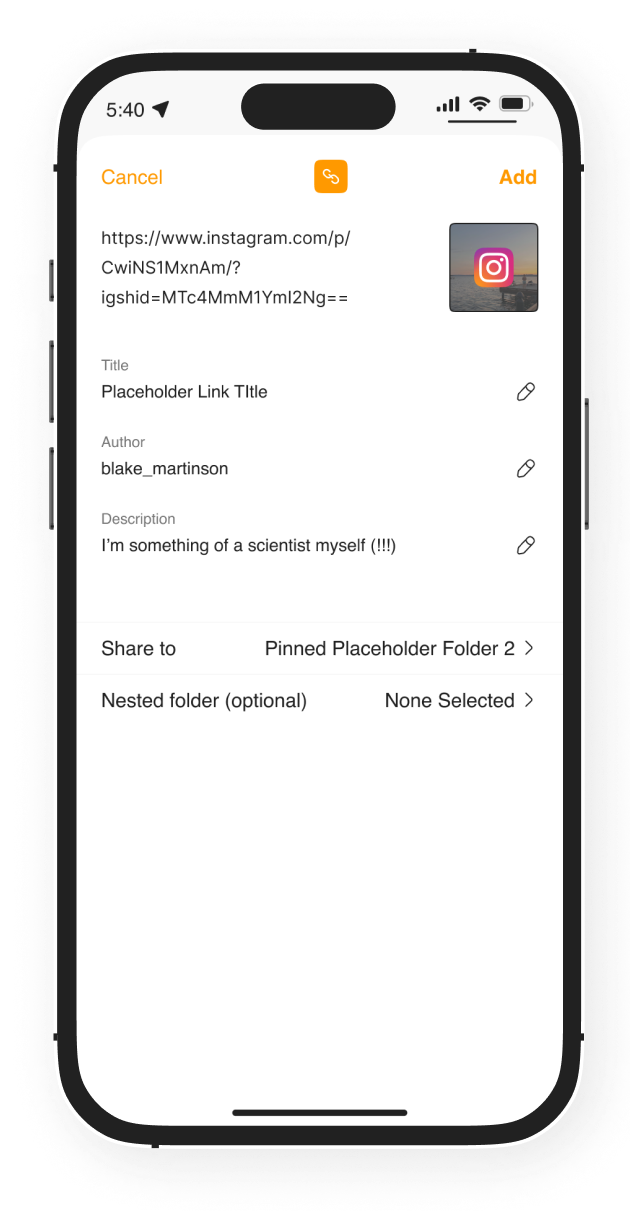 5:40
Cancel
Add
https://www.instagram.com/p/
CwiNS1MxnAm/?
igshid=MTc4MmM1YmI2Ng==
Title
Placeholder Link TItle
Author
blake_martinson
Description
I'm something of a scientist myself (!!!)
Share to Pinned Placeholder Folder 2
Nested folder (optional) None Selected